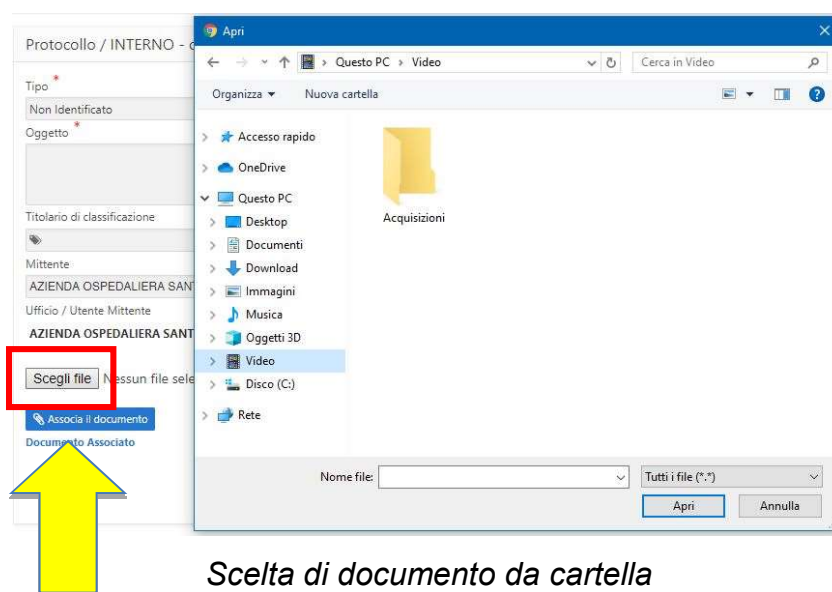 Protocollo / INTERNO -
Tipo *
Non Identificato
Oggetto *
Titolario di classificazione
Mittente
AZIENDA OSPEDALIERA
Ufficio / Utente Mittente
AZIENDA OSPEDALIERA SANT
Scegli file Nessun file
Associa il documento
Documento Associato
Apri
Questo PC > Video
Cerca in Video
Organizza
Nuova cartella
Accesso rapido
OneDrive
Questo PC
Desktop
Documenti
Download
Immagini
Musica
Oggetti 3D
Video
Disco (C:)
Rete
Acquisizioni
Nome file:
Tutti i file (*.*)
Apri
Annulla
Scelta di documento da cartella